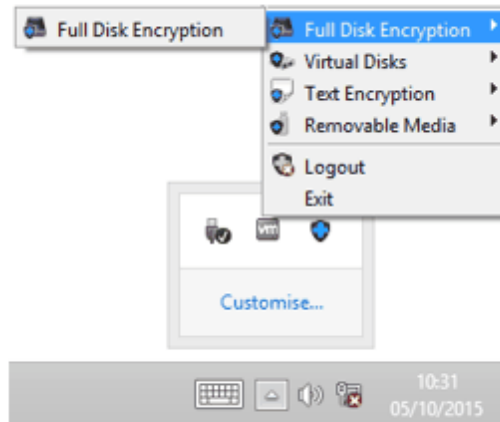 Full Disk Encryption
Full Disk Encryption
Virtual Disks
Text Encryption
Removable Media
Logout
Exit
vm
Customise...
10:31
05/10/2015